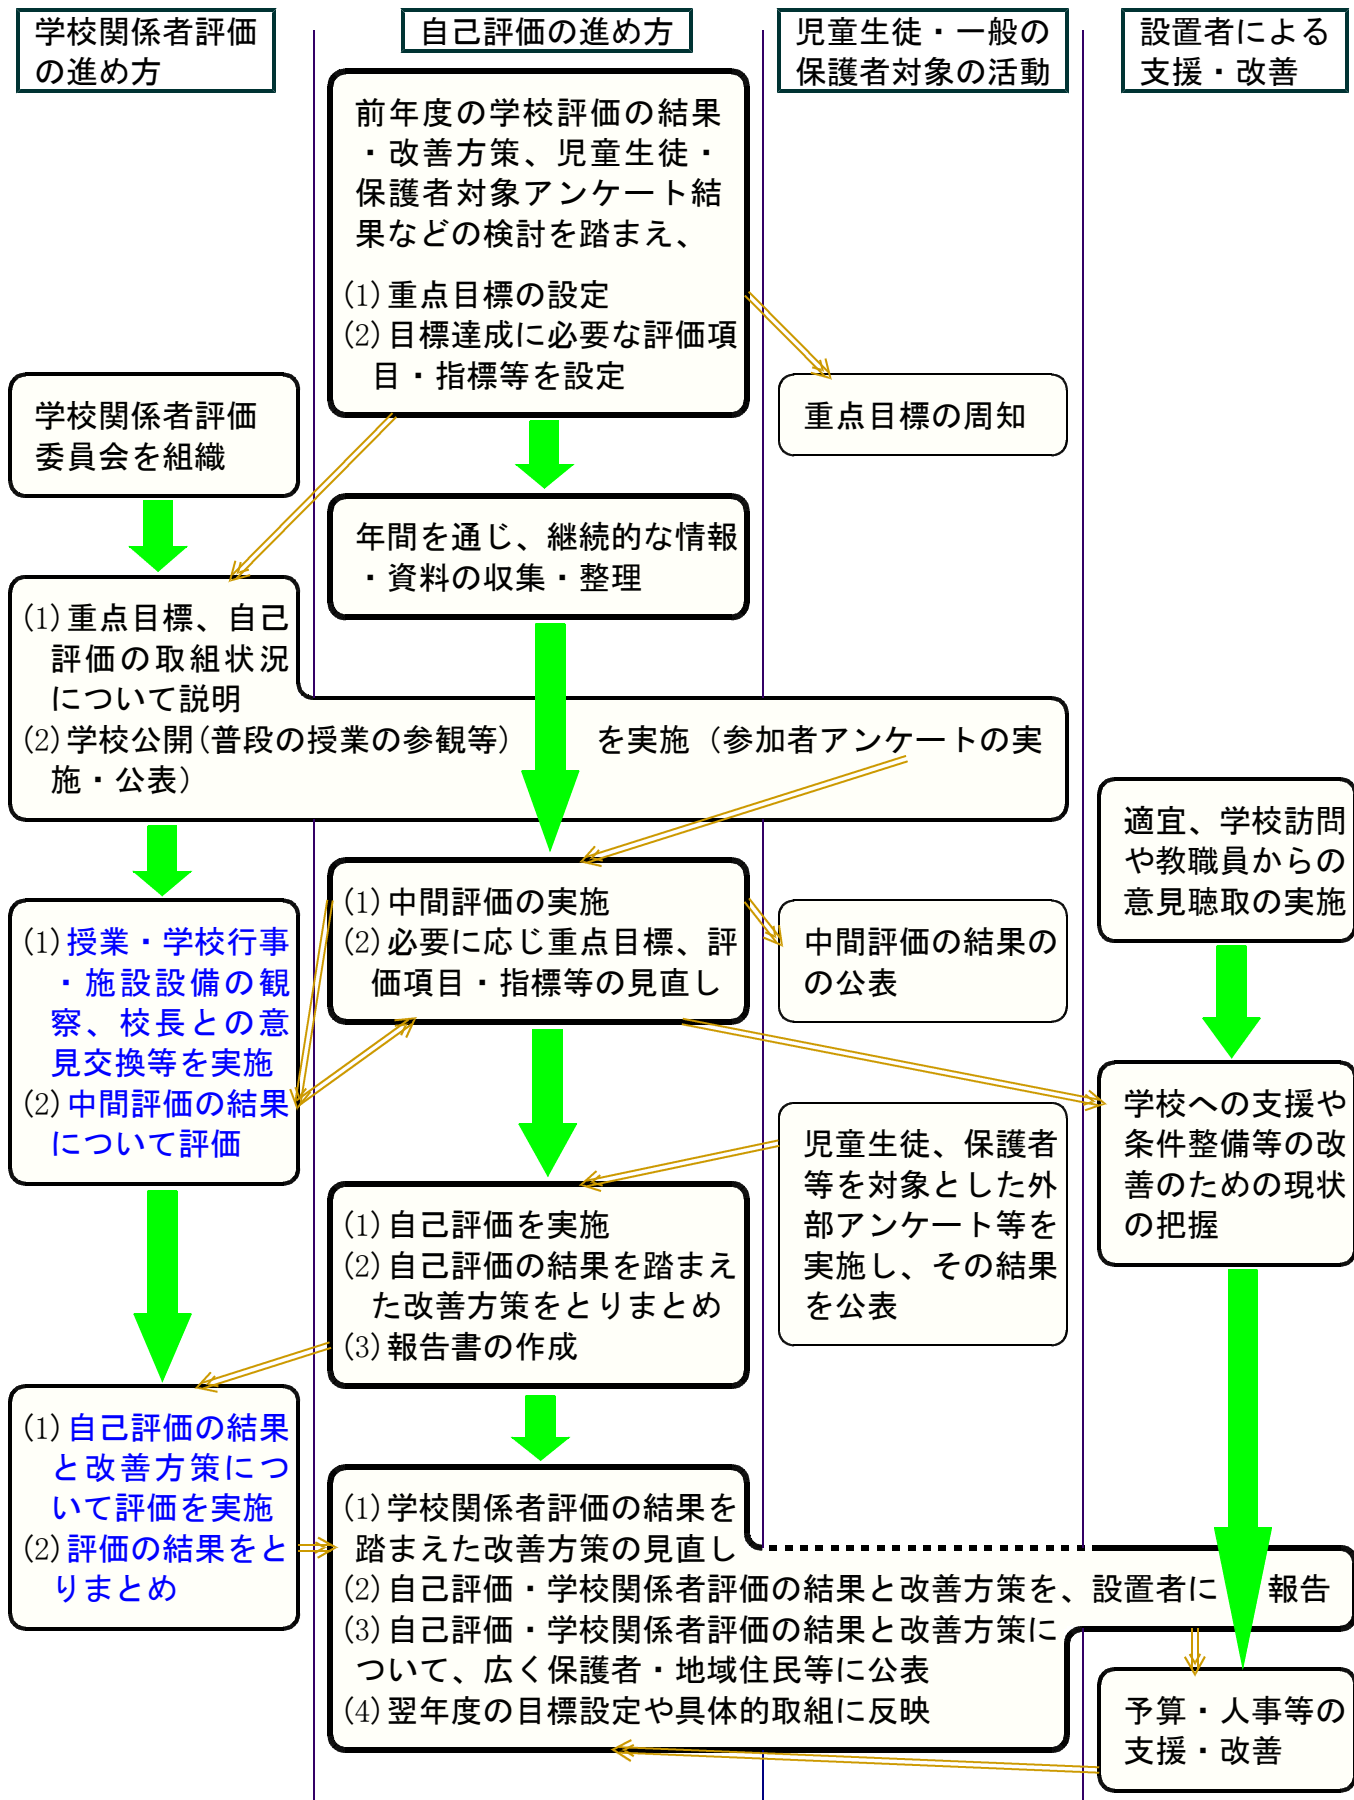 学校関係者評価
の進め方
自己評価の進め方
児童生徒・一般の
保護者対象の活動
設置者による
支援・改善
前年度の学校評価の結果
・改善方策、児童生徒・
保護者対象アンケート結
果などの検討を踏まえ、
(1)重点目標の設定
(2)目標達成に必要な評価項
目・指標等を設定
学校関係者評価
委員会を組織
重点目標の周知
年間を通じ、継続的な情報
・資料の収集・整理
(1)重点目標、自己
評価の取組状況
について説明
(2)学校公開(普段の授業の参観等) を実施（参加者アンケートの実
施・公表）
適宜、学校訪問
や教職員からの
意見聴取の実施
(1)中間評価の実施
(2)必要に応じ重点目標、評
価項目・指標等の見直し
中間評価の結果の
の公表
(1)授業・学校行事
・施設設備の観
察、校長との意
見交換等を実施
(2)中間評価の結果
について評価
学校への支援や
条件整備等の改
善のための現状
の把握
児童生徒、保護者
等を対象とした外
部アンケート等を
実施し、その結果
を公表
(1)自己評価を実施
(2)自己評価の結果を踏まえ
た改善方策をとりまとめ
(3)報告書の作成
(1)自己評価の結果
と改善方策につ
いて評価を実施
(2)評価の結果をと
りまとめ
(1)学校関係者評価の結果を
踏まえた改善方策の見直し
(2)自己評価・学校関係者評価の結果と改善方策を、設置者に 報告
(3)自己評価・学校関係者評価の結果と改善方策に
ついて、広く保護者・地域住民等に公表
(4)翌年度の目標設定や具体的取組に反映
予算・人事等の
支援・改善